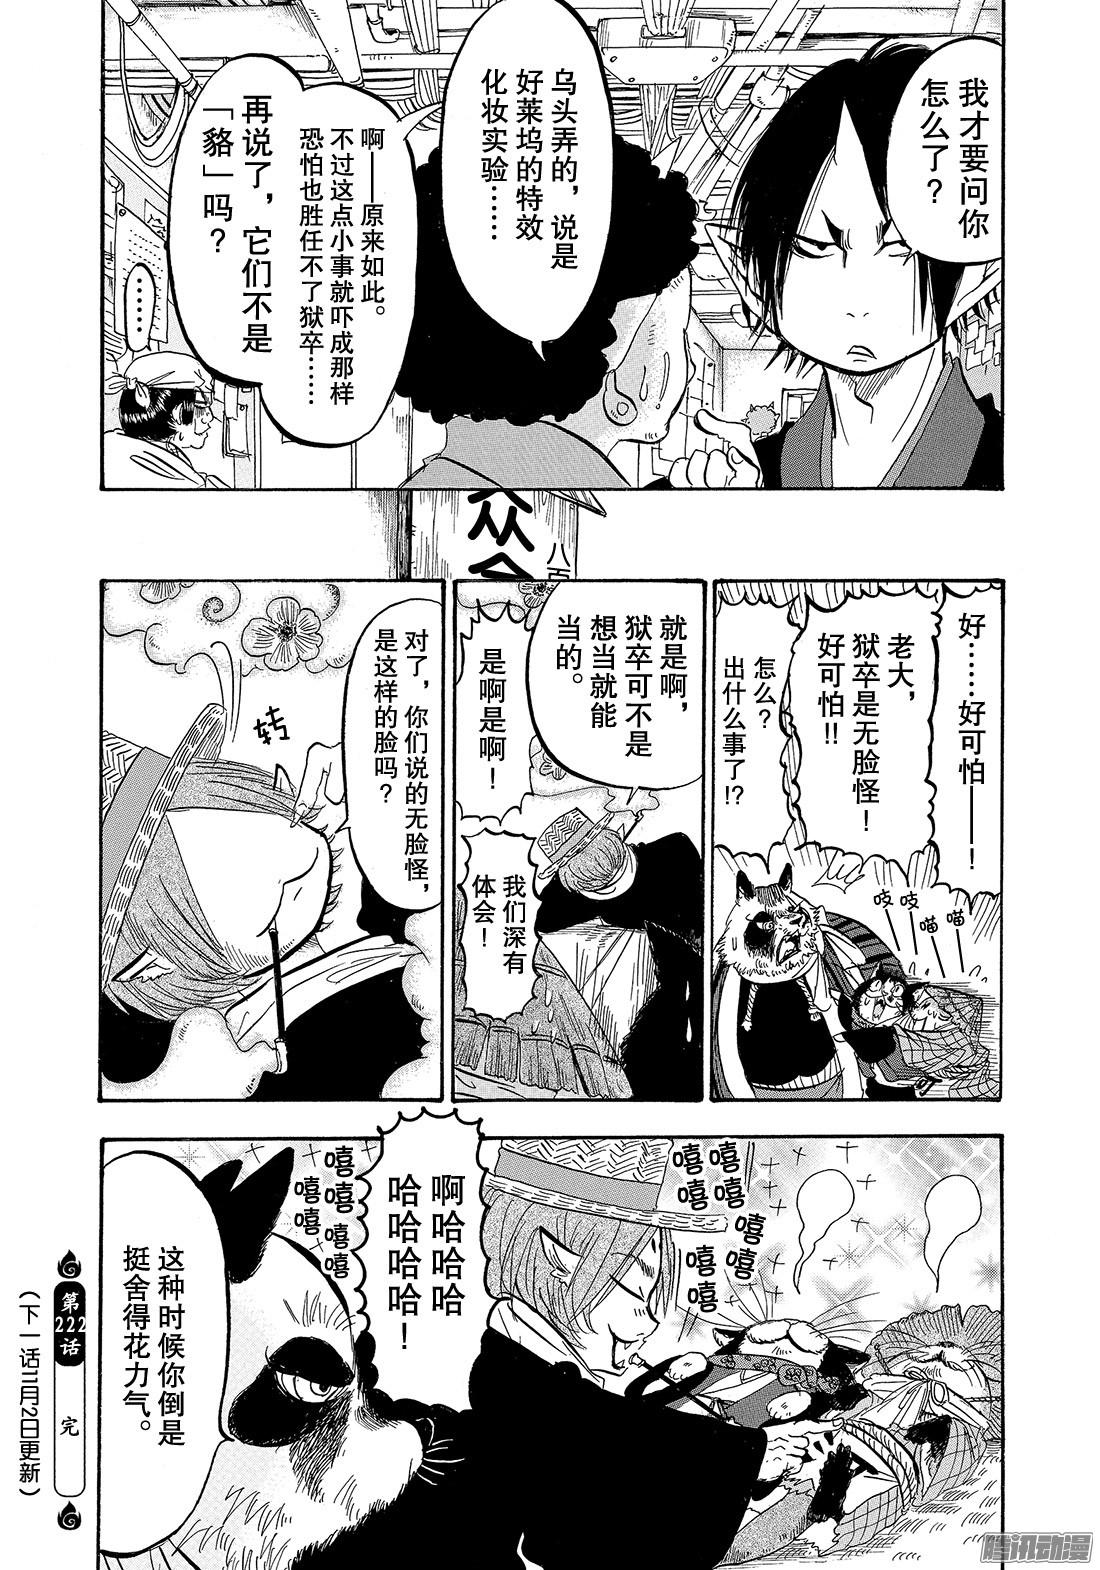 我才要问你
怎么了？
乌头弄的，说是
好莱坞的特效
化妆实验……
啊——原来如此。
不过这点小事就吓成那样
恐怕也胜任不了狱卒……
再说了，它们不是
「貉」吗？
……
众
八百
好……好可怕——！
老大，
狱卒是无脸怪！
好可怕!!
怎么？
出什么事了!?
吱
吱
喵
喵
就是啊，
狱卒可不是
想当就能
当的。
是啊是啊！
我们深有
体会！
对了，你们说的无脸怪，
是这样的脸吗？
转
嘻嘻嘻嘻
嘻嘻嘻
啊哈哈哈
哈哈哈哈！
嘻嘻嘻
嘻嘻
这种时候你倒是
挺舍得花力气。
第222话
完
（下一话三月2日更新）
腾讯动漫